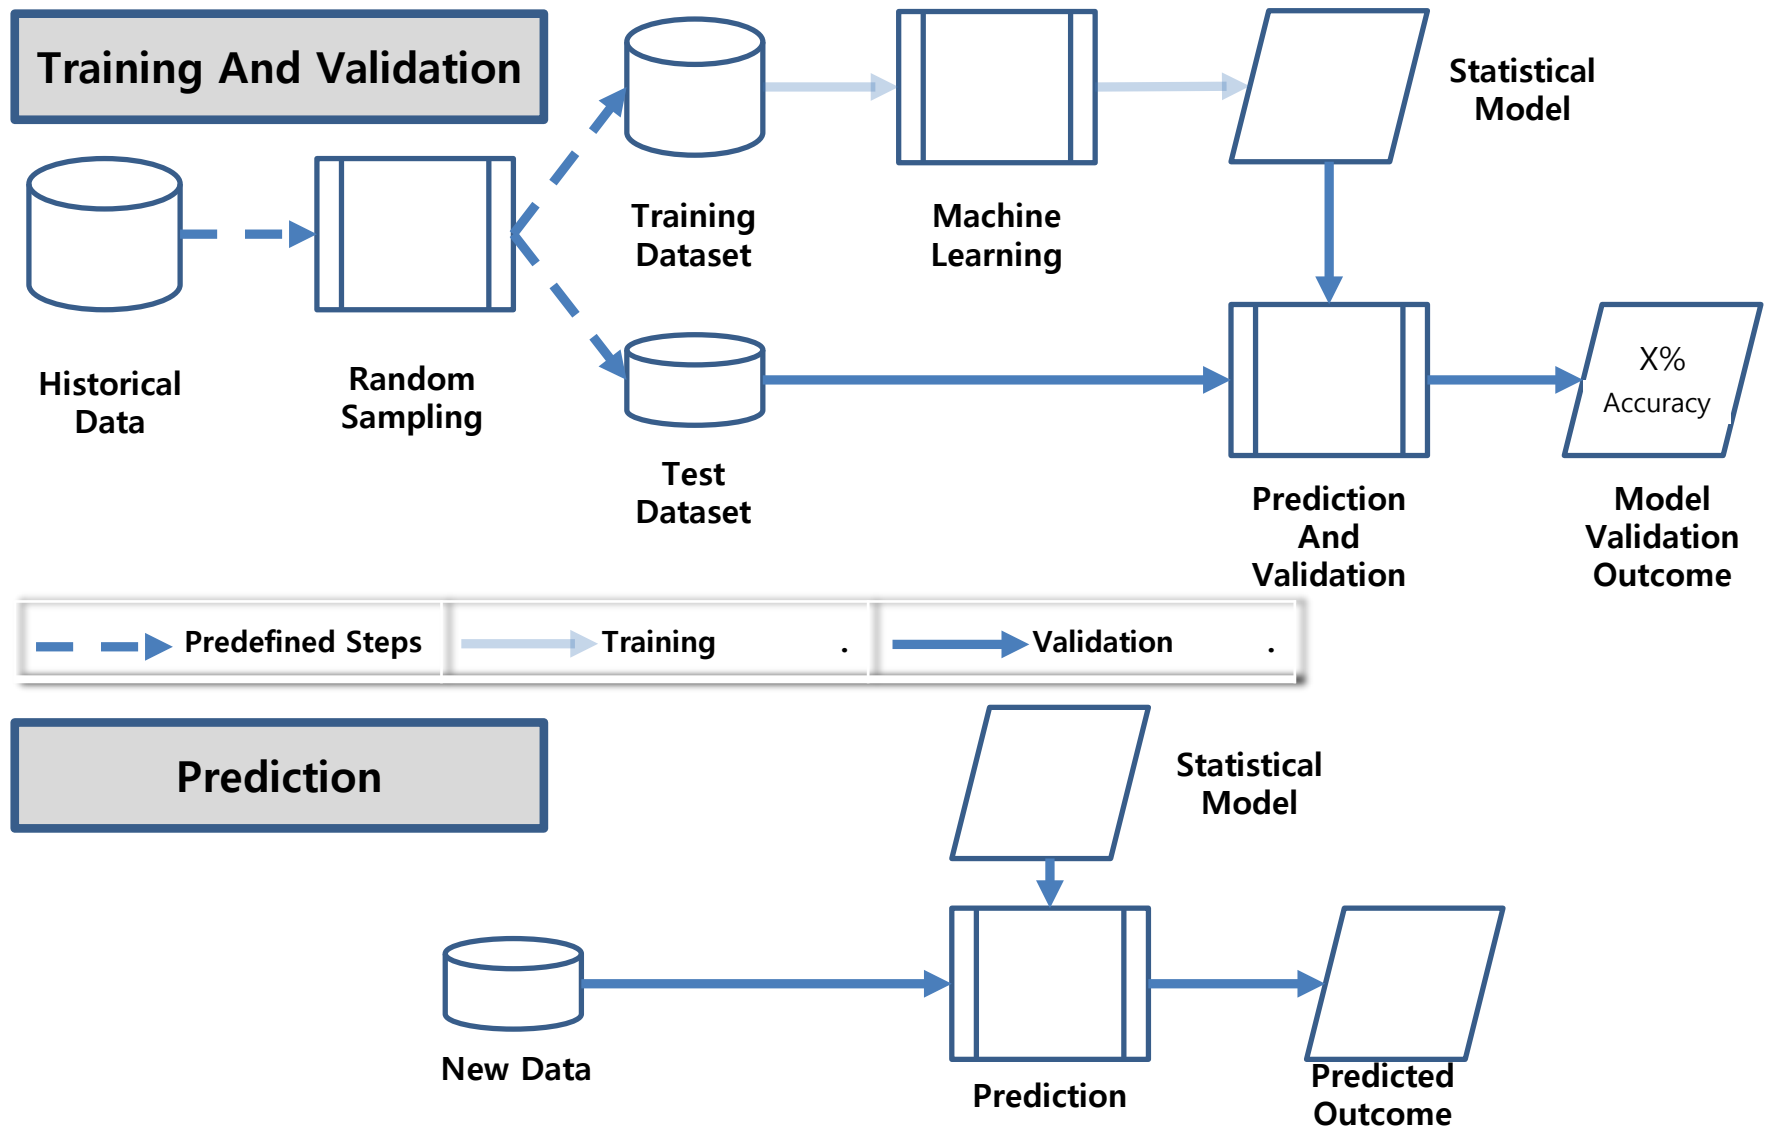 Training And Validation
Statistical
Model
Training
Dataset
Machine
Learning
Historical
Data
Random
Sampling
X%
Accuracy
Test
Dataset
Prediction
And
Validation
Model
Validation
Outcome
Predefined Steps
Training .
Validation .
Prediction
Statistical
Model
New Data
Prediction
Predicted
Outcome